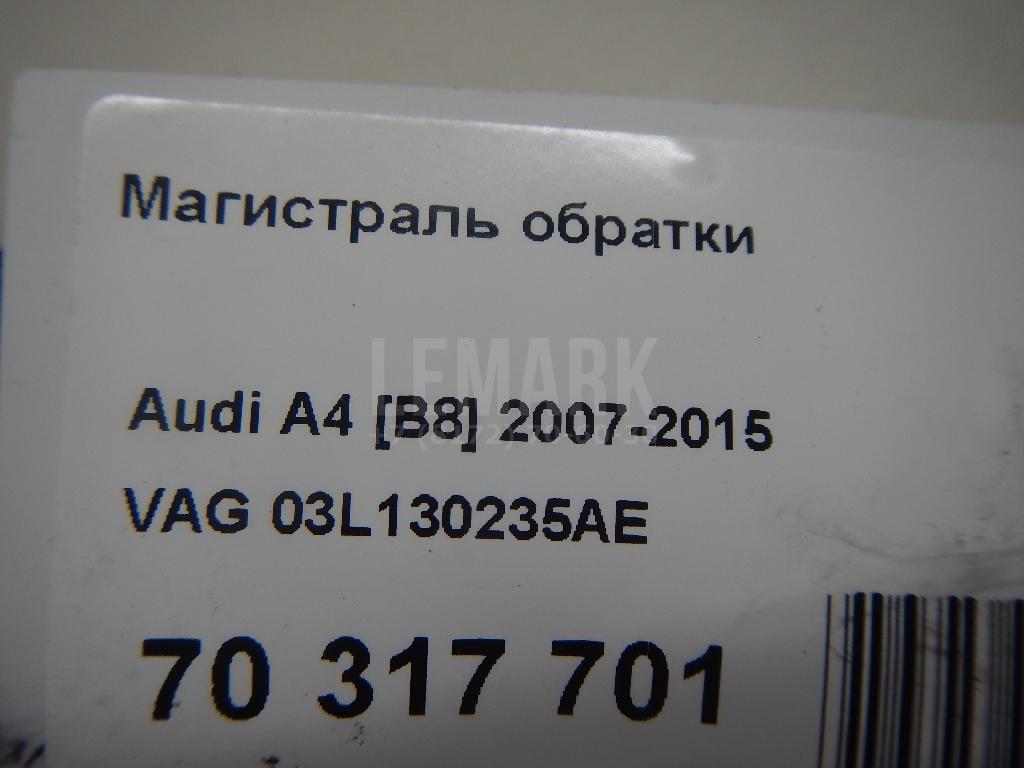 Магистраль обратки
LEMARK
Audi A4 [B8] 2007-2015
VAG 03L130235AE
70 317 701